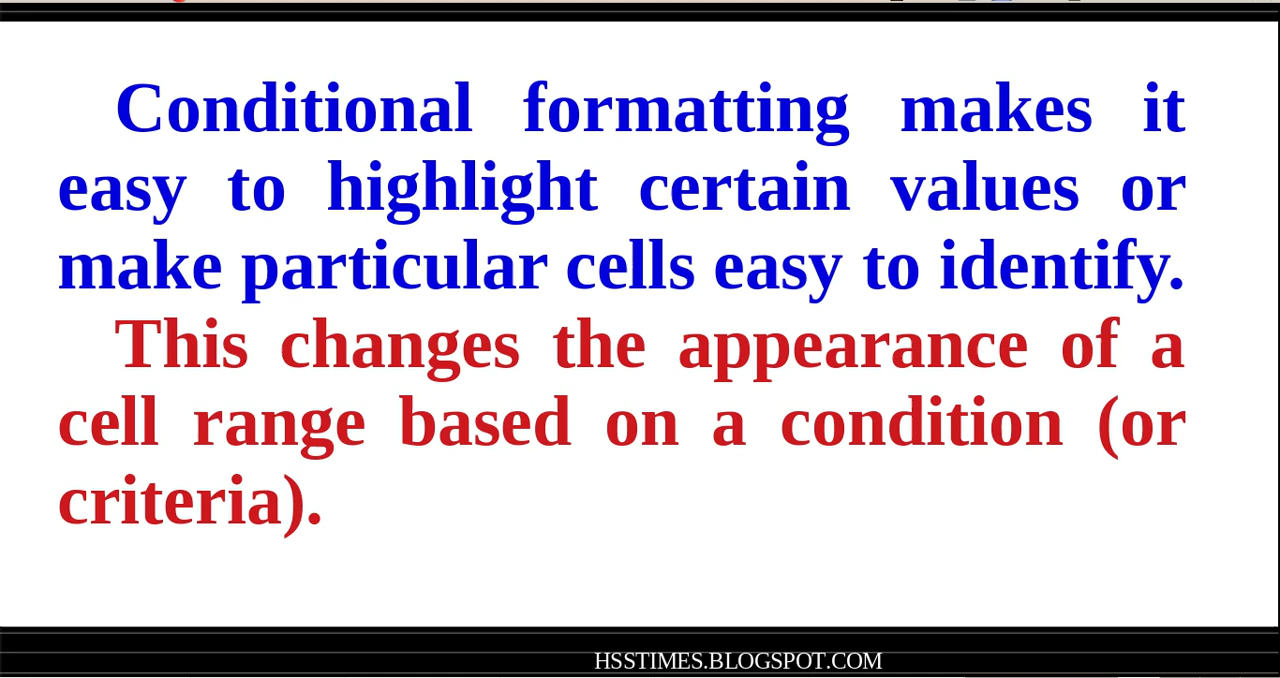 Conditional formatting makes it
easy to highlight certain values or
make particular cells easy to identify.
This changes the appearance of a
cell range based on a condition (or
criteria).
HSSTIMES.BLOGSPOT.COM